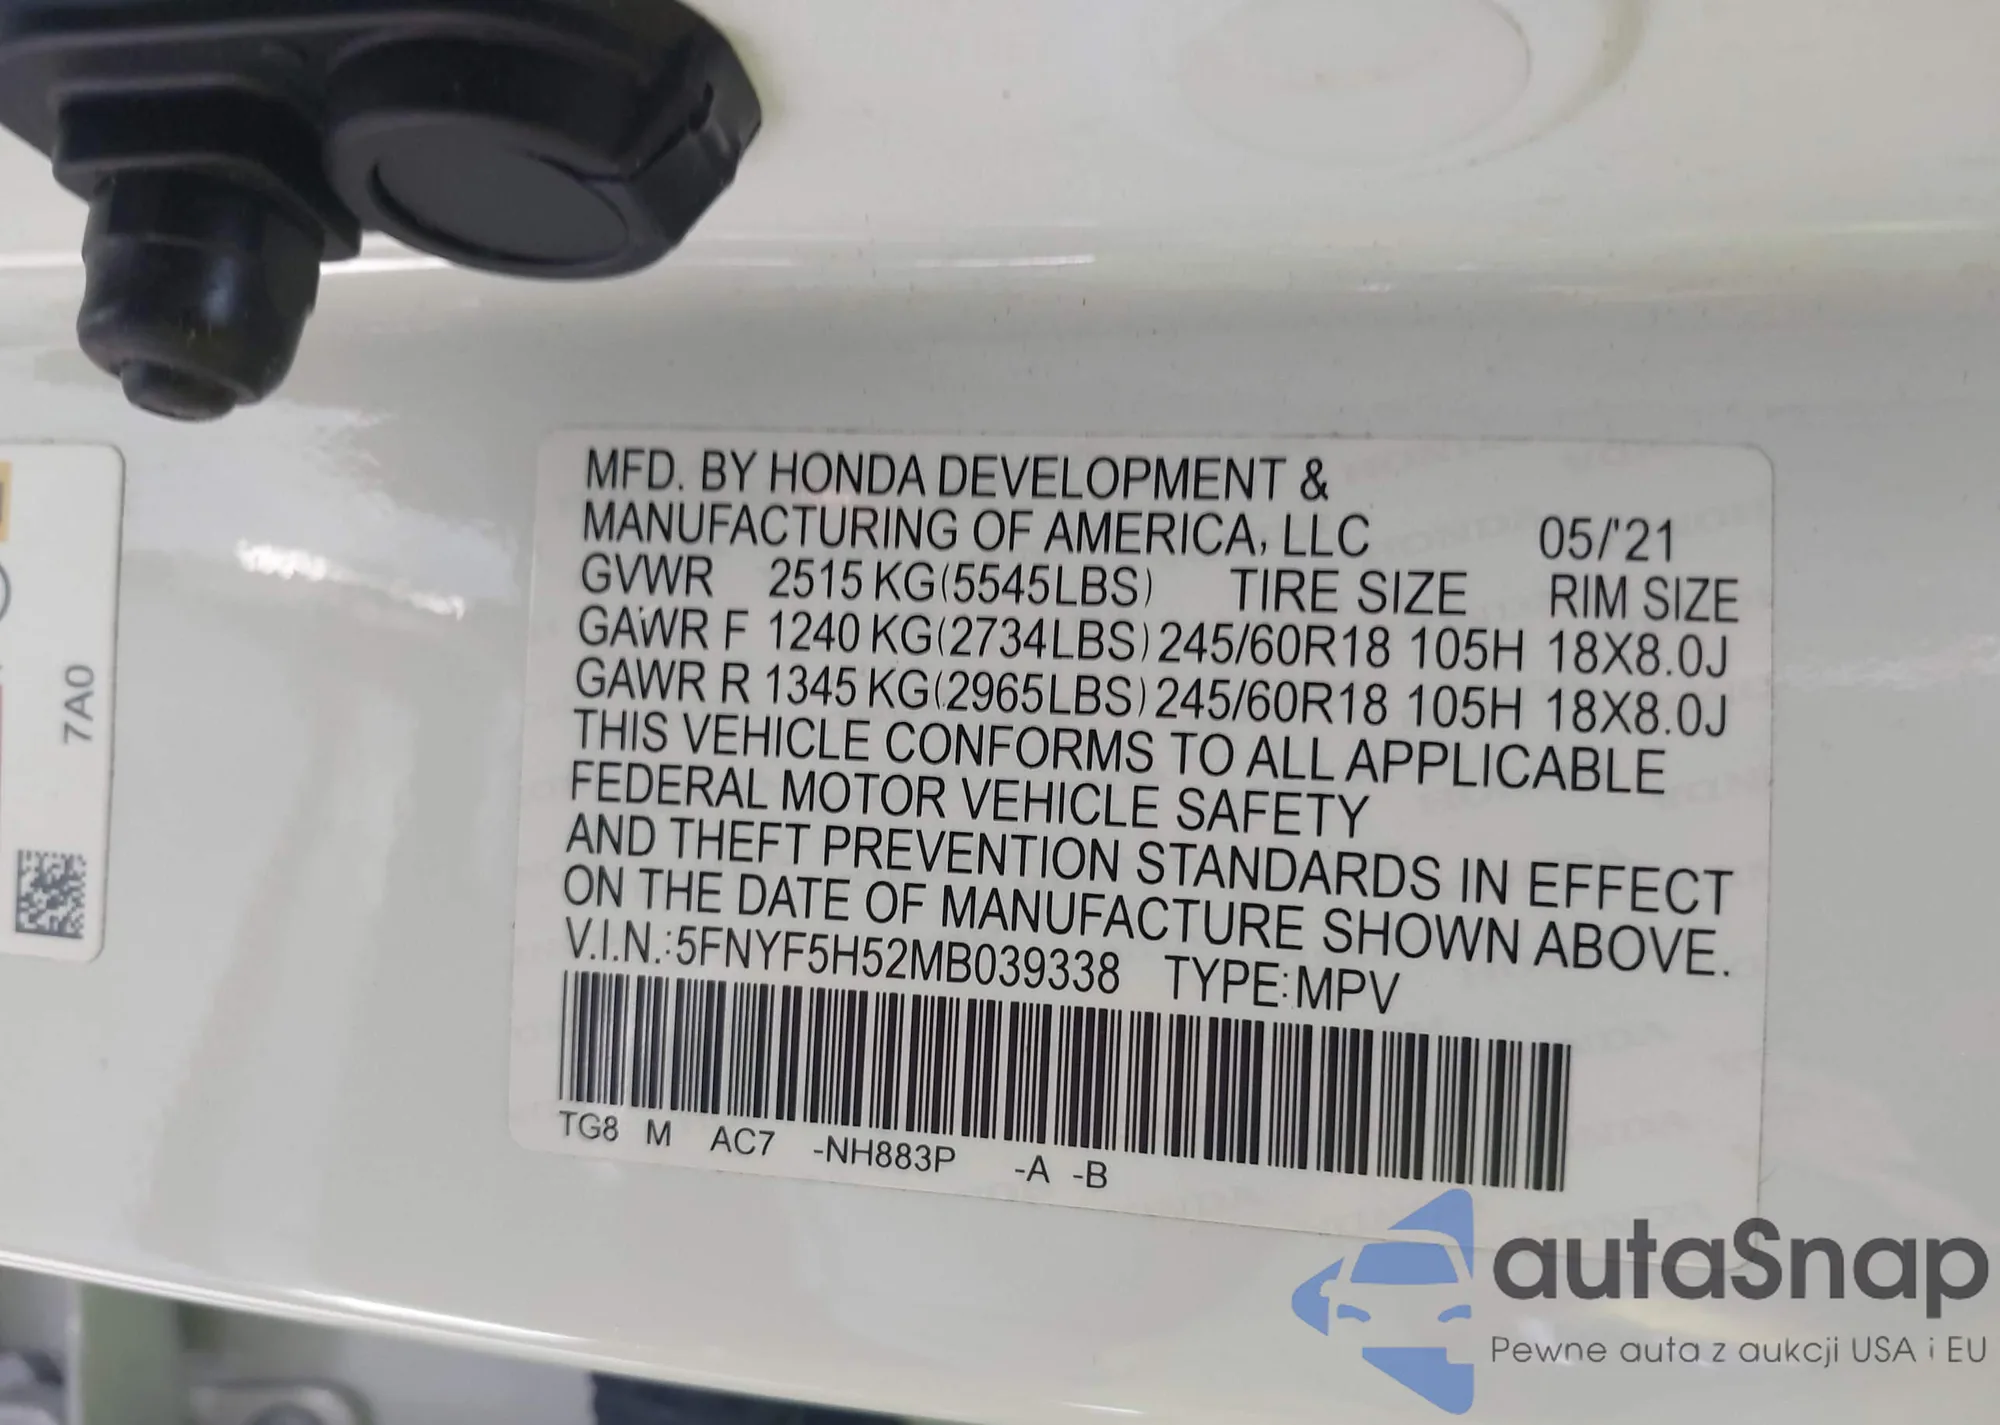 MFD. BY HONDA DEVELOPMENT &
MANUFACTURING OF AMERICA, LLC 05/'21
GVWR 2515 KG(5545LBS) TIRE SIZE RIM SIZE
GAWR F 1240 KG(2734LBS) 245/60R18 105H 18X8.0J
GAWR R 1345 KG(2965LBS) 245/60R18 105H 18X8.0J
THIS VEHICLE CONFORMS TO ALL APPLICABLE
FEDERAL MOTOR VEHICLE SAFETY
AND THEFT PREVENTION STANDARDS IN EFFECT
ON THE DATE OF MANUFACTURE SHOWN ABOVE.
V.I.N.:5FNYF5H52MB039338 TYPE:MPV
TG8 M AC7 -NH883P -A -B
7A0
autaSnap
Pewne auta z aukcji USA i EU